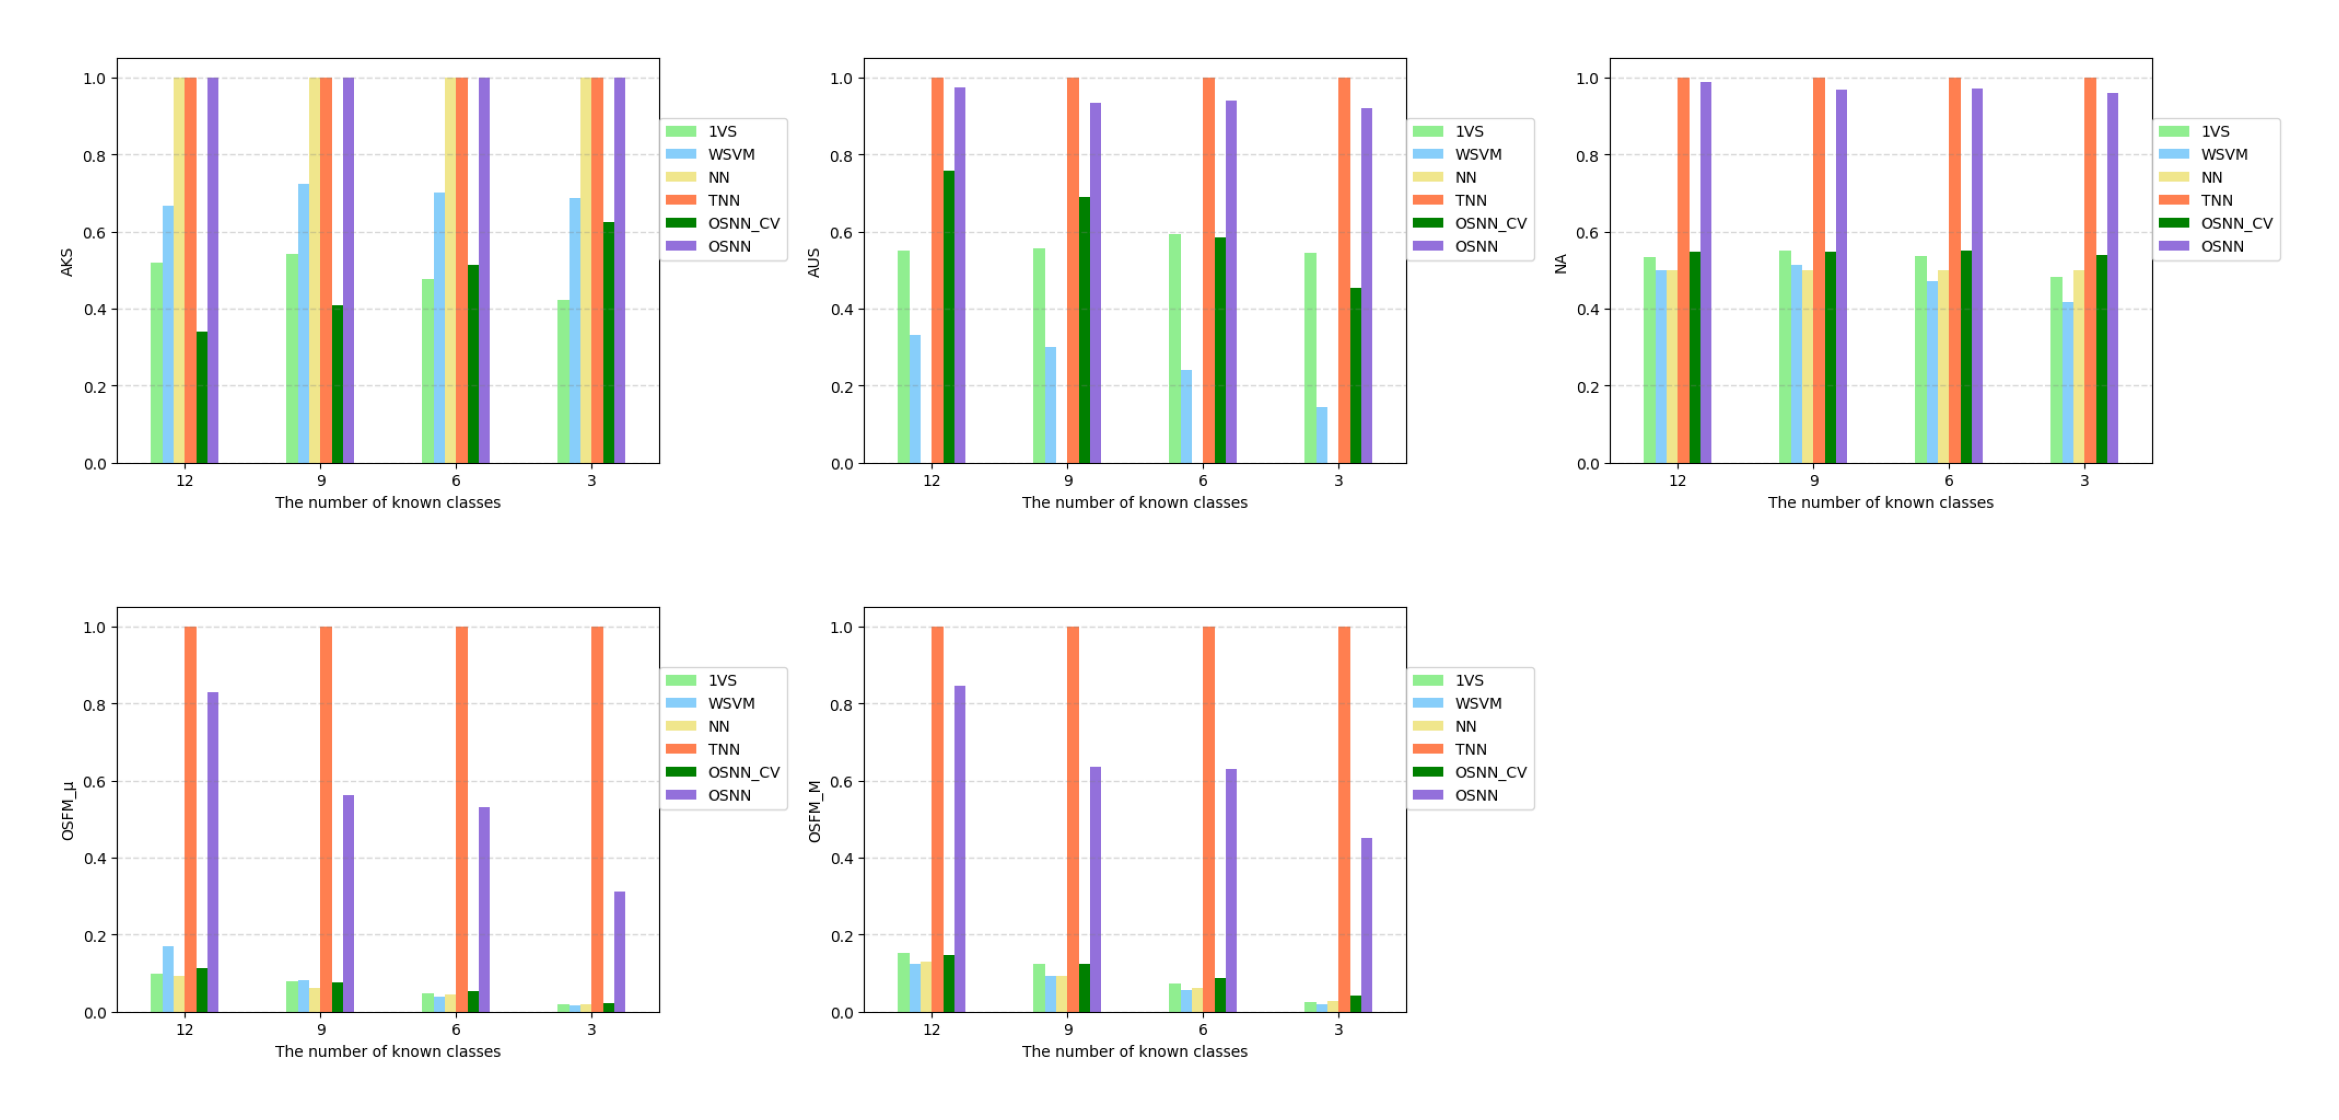 1.0
0.8
0.6
0.4
0.2
0.0
AKS
12 9 6 3
The number of known classes
1VS
WSVM
NN
TNN
OSNN_CV
OSNN
1.0
0.8
0.6
0.4
0.2
0.0
AUS
12 9 6 3
The number of known classes
1VS
WSVM
NN
TNN
OSNN_CV
OSNN
1.0
0.8
0.6
0.4
0.2
0.0
NA
12 9 6 3
The number of known classes
1VS
WSVM
NN
TNN
OSNN_CV
OSNN
1.0
0.8
0.6
0.4
0.2
0.0
OSFM_μ
12 9 6 3
The number of known classes
1VS
WSVM
NN
TNN
OSNN_CV
OSNN
1.0
0.8
0.6
0.4
0.2
0.0
OSFM_M
12 9 6 3
The number of known classes
1VS
WSVM
NN
TNN
OSNN_CV
OSNN